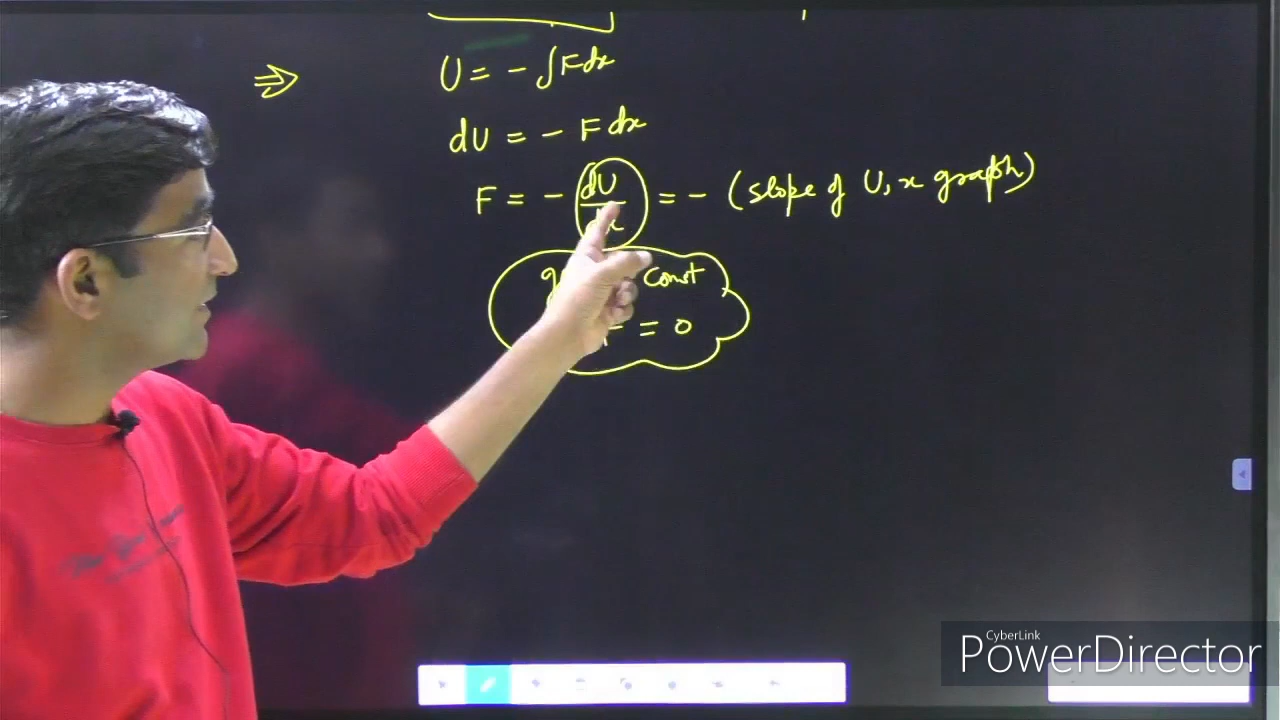 ⇒ U = - ∫F dx
dU = - F dx
F = - dU/dx = - (slope of U, x graph)
const
= 0
CyberLink
PowerDirector